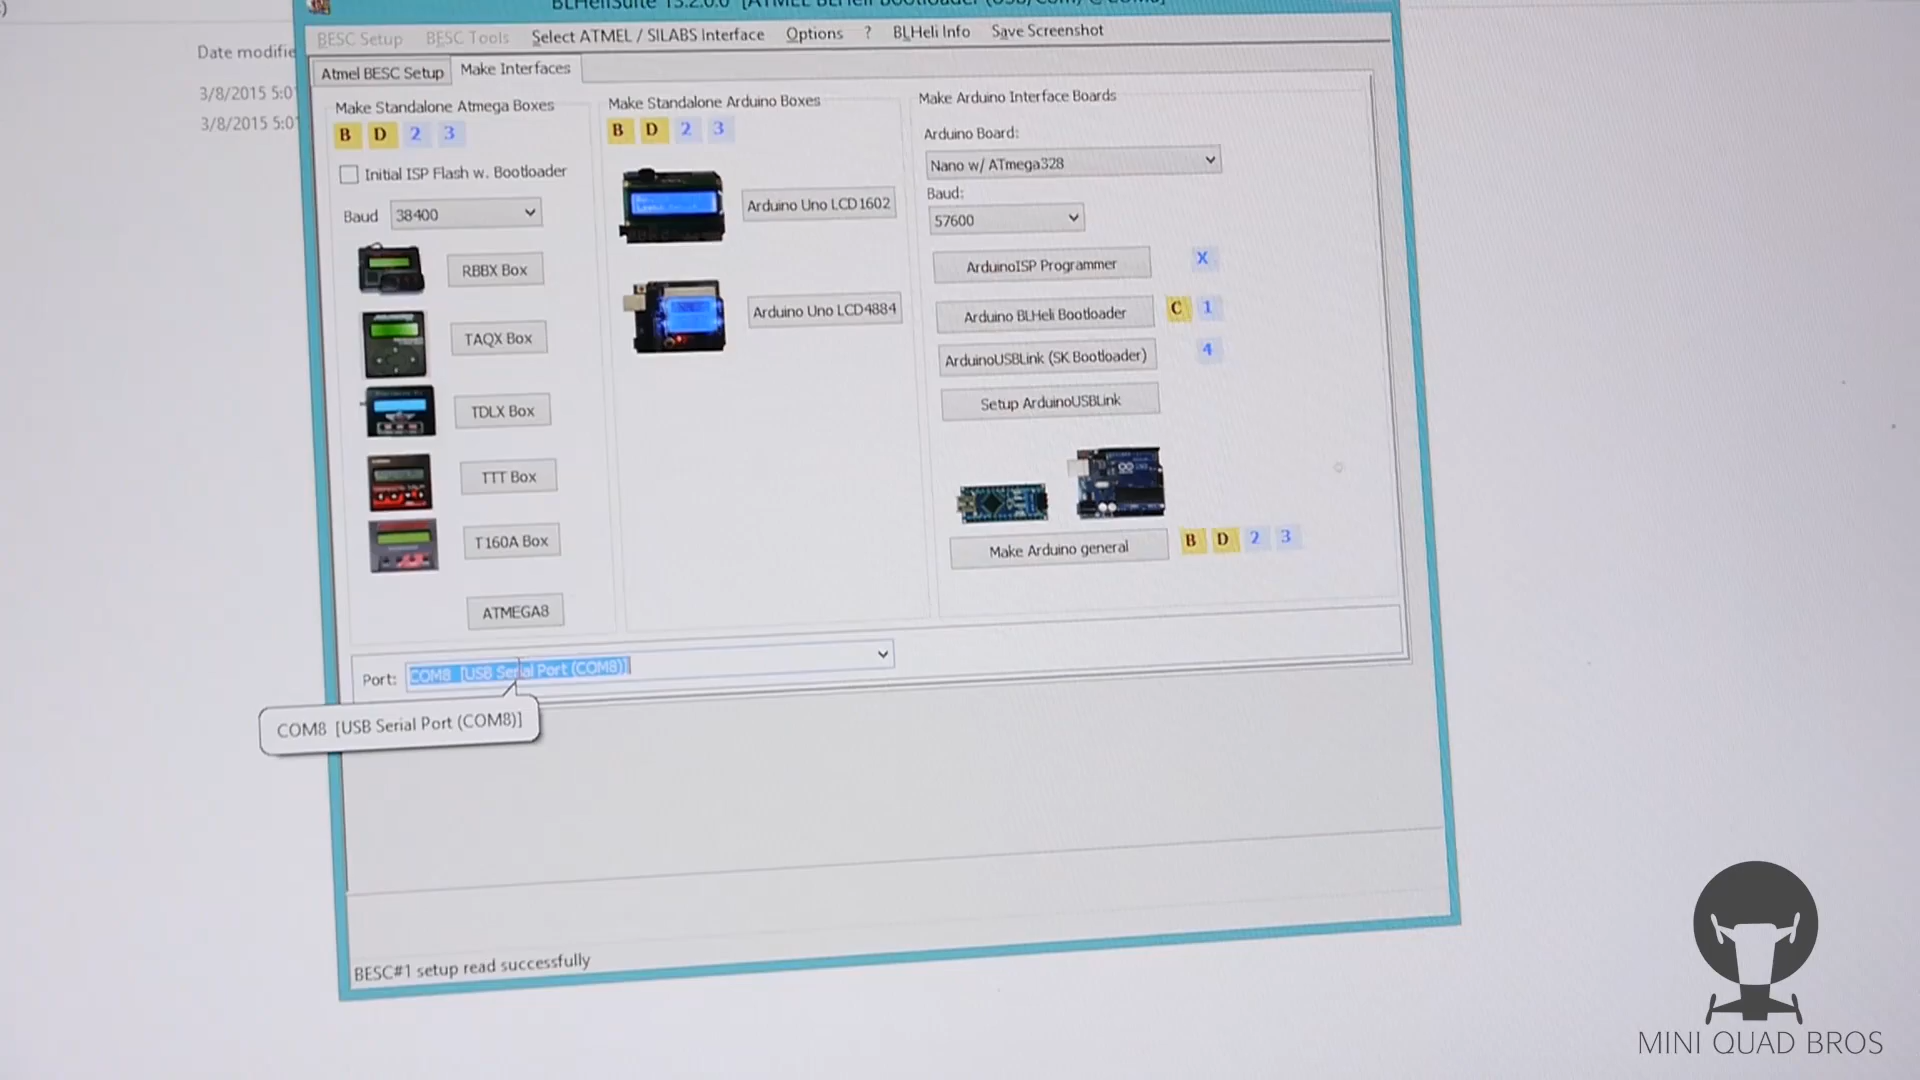 BLHeliSuite 13.2.0.0 [ATMEL BLHeli Bootloader (USB/Com)
BESC Setup BESC Tools Select ATMEL / SILABS Interface Options ? BLHeli Info Save Screenshot
Date modifie
3/8/2015 5:01
3/8/2015 5:01
Atmel BESC Setup Make Interfaces
Make Standalone Atmega Boxes
B D 2 3
Initial ISP Flash w. Bootloader
Baud 38400
RBBX Box
TAQX Box
TDLX Box
TTT Box
T160A Box
ATMEGA8
Make Standalone Arduino Boxes
B D 2 3
Arduino Uno LCD1602
Arduino Uno LCD4884
Make Arduino Interface Boards
Arduino Board:
Nano w/ ATmega328
Baud:
57600
ArduinoISP Programmer X
Arduino BLHeli Bootloader C 1
ArduinoUSBLink (SK Bootloader) 4
Setup ArduinoUSBLink
Make Arduino general B D 2 3
Port: COM8 [USB Serial Port (COM8)]
COM8 [USB Serial Port (COM8)]
BESC#1 setup read successfully
MINI QUAD BROS